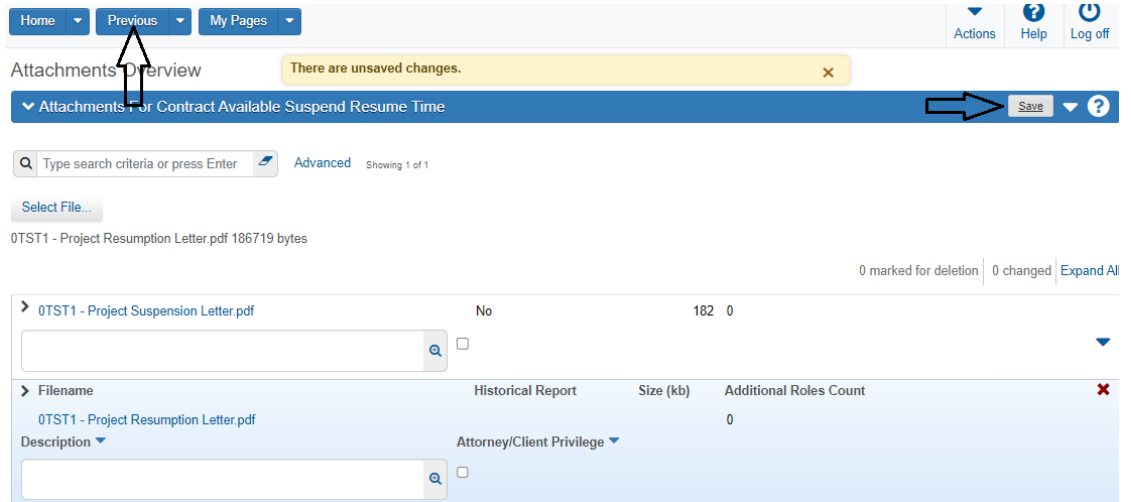 Home Previous My Pages Actions Help Log off
Attachments Overview There are unsaved changes.
Attachments For Contract Available Suspend Resume Time Save
Type search criteria or press Enter Advanced Showing 1 of 1
Select File...
0TST1 - Project Resumption Letter.pdf 186719 bytes
0 marked for deletion 0 changed Expand All
0TST1 - Project Suspension Letter.pdf No 182 0
Filename Historical Report Size (kb) Additional Roles Count
0TST1 - Project Resumption Letter.pdf 0
Description Attorney/Client Privilege